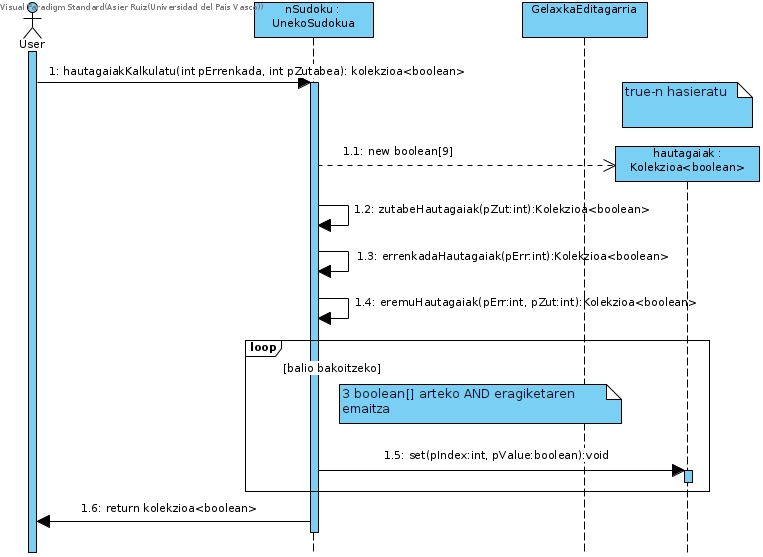 Visual Paradigm Standard(Asier Ruiz(Universidad del Pais Vasco))
User
nSudoku :
UnekoSudokua
GelaxkaEditagarria
1: hautagaiakKalkulatu(int pErrenkada, int pZutabea): kolekzioa<boolean>
true-n hasieratu
1.1: new boolean[9]
hautagaiak :
Kolekzioa<boolean>
1.2: zutabeHautagaiak(pZut:int):Kolekzioa<boolean>
1.3: errenkadaHautagaiak(pErr:int):Kolekzioa<boolean>
1.4: eremuHautagaiak(pErr:int, pZut:int):Kolekzioa<boolean>
loop
[balio bakoitzeko]
3 boolean[] arteko AND eragiketaren
emaitza
1.5: set(pIndex:int, pValue:boolean):void
1.6: return kolekzioa<boolean>